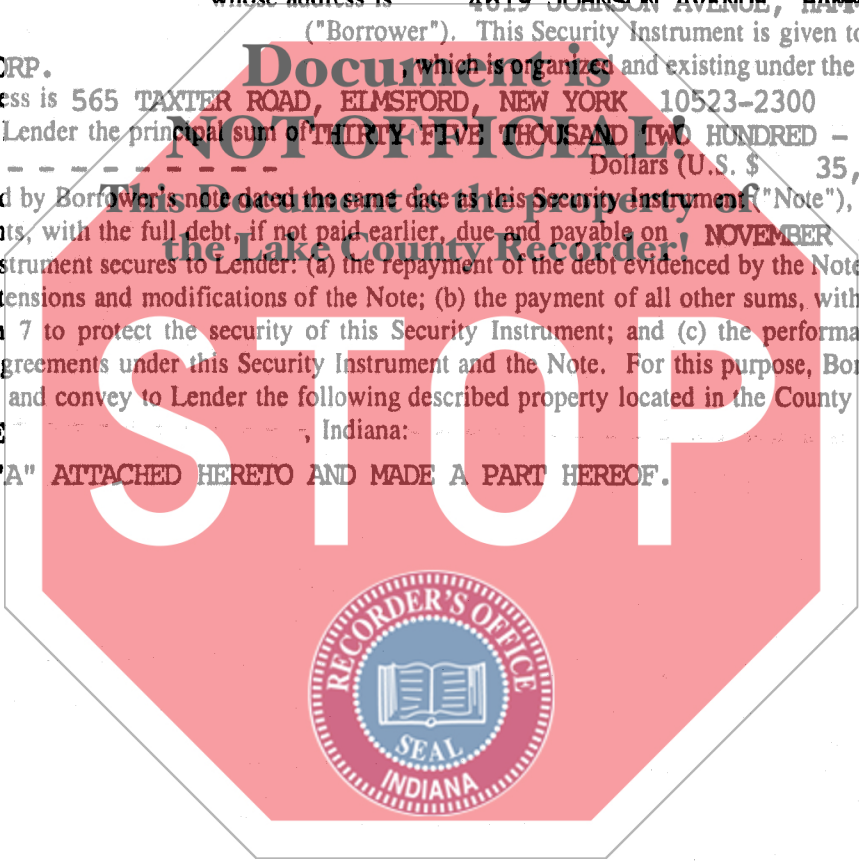 whose address is 4619 JOHNSON AVENUE,
("Borrower"). This Security Instrument is given to
ORP. , which is organized and existing under the
ess is 565 TAXTER ROAD, ELMSFORD, NEW YORK 10523-2300
Lender the principal sum of THIRTY FIVE THOUSAND TWO HUNDRED –
– – – – – – – – – – Dollars (U.S. $ 35,
d by Borrower's note dated the same date as this Security Instrument ("Note"),
nts, with the full debt, if not paid earlier, due and payable on NOVEMBER
strument secures to Lender: (a) the repayment of the debt evidenced by the Note
tensions and modifications of the Note; (b) the payment of all other sums, with
7 to protect the security of this Security Instrument; and (c) the performa
greements under this Security Instrument and the Note. For this purpose, Bor
and convey to Lender the following described property located in the County
, Indiana:
"A" ATTACHED HERETO AND MADE A PART HEREOF.
Document is
NOT OFFICIAL!
This Document is the property of
the Lake County Recorder!
STOP
RECORDER'S OFFICE
SEAL
INDIANA